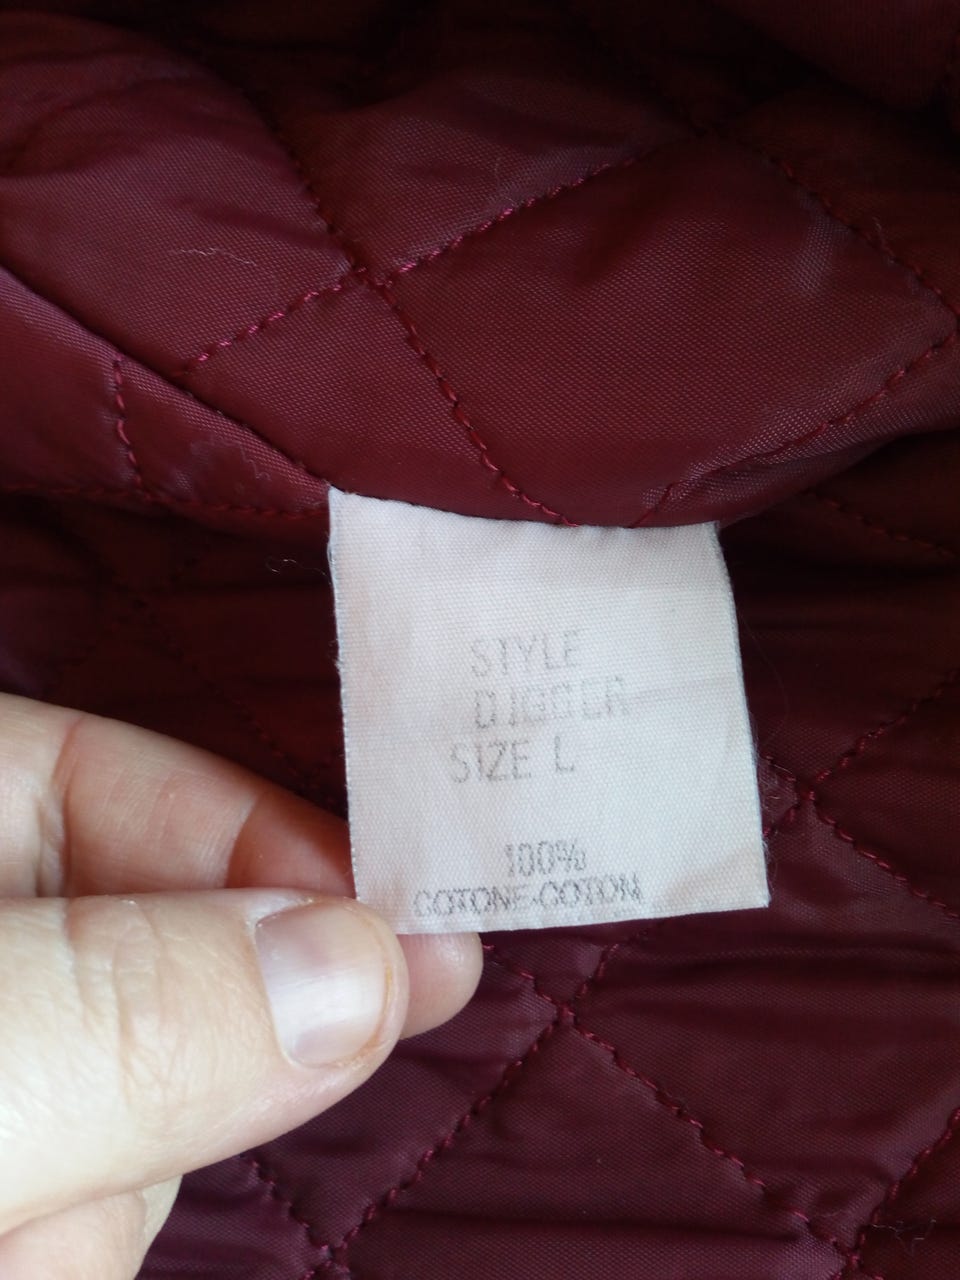 STYLE
DIGGER
SIZE L
100%
COTONE-COTON